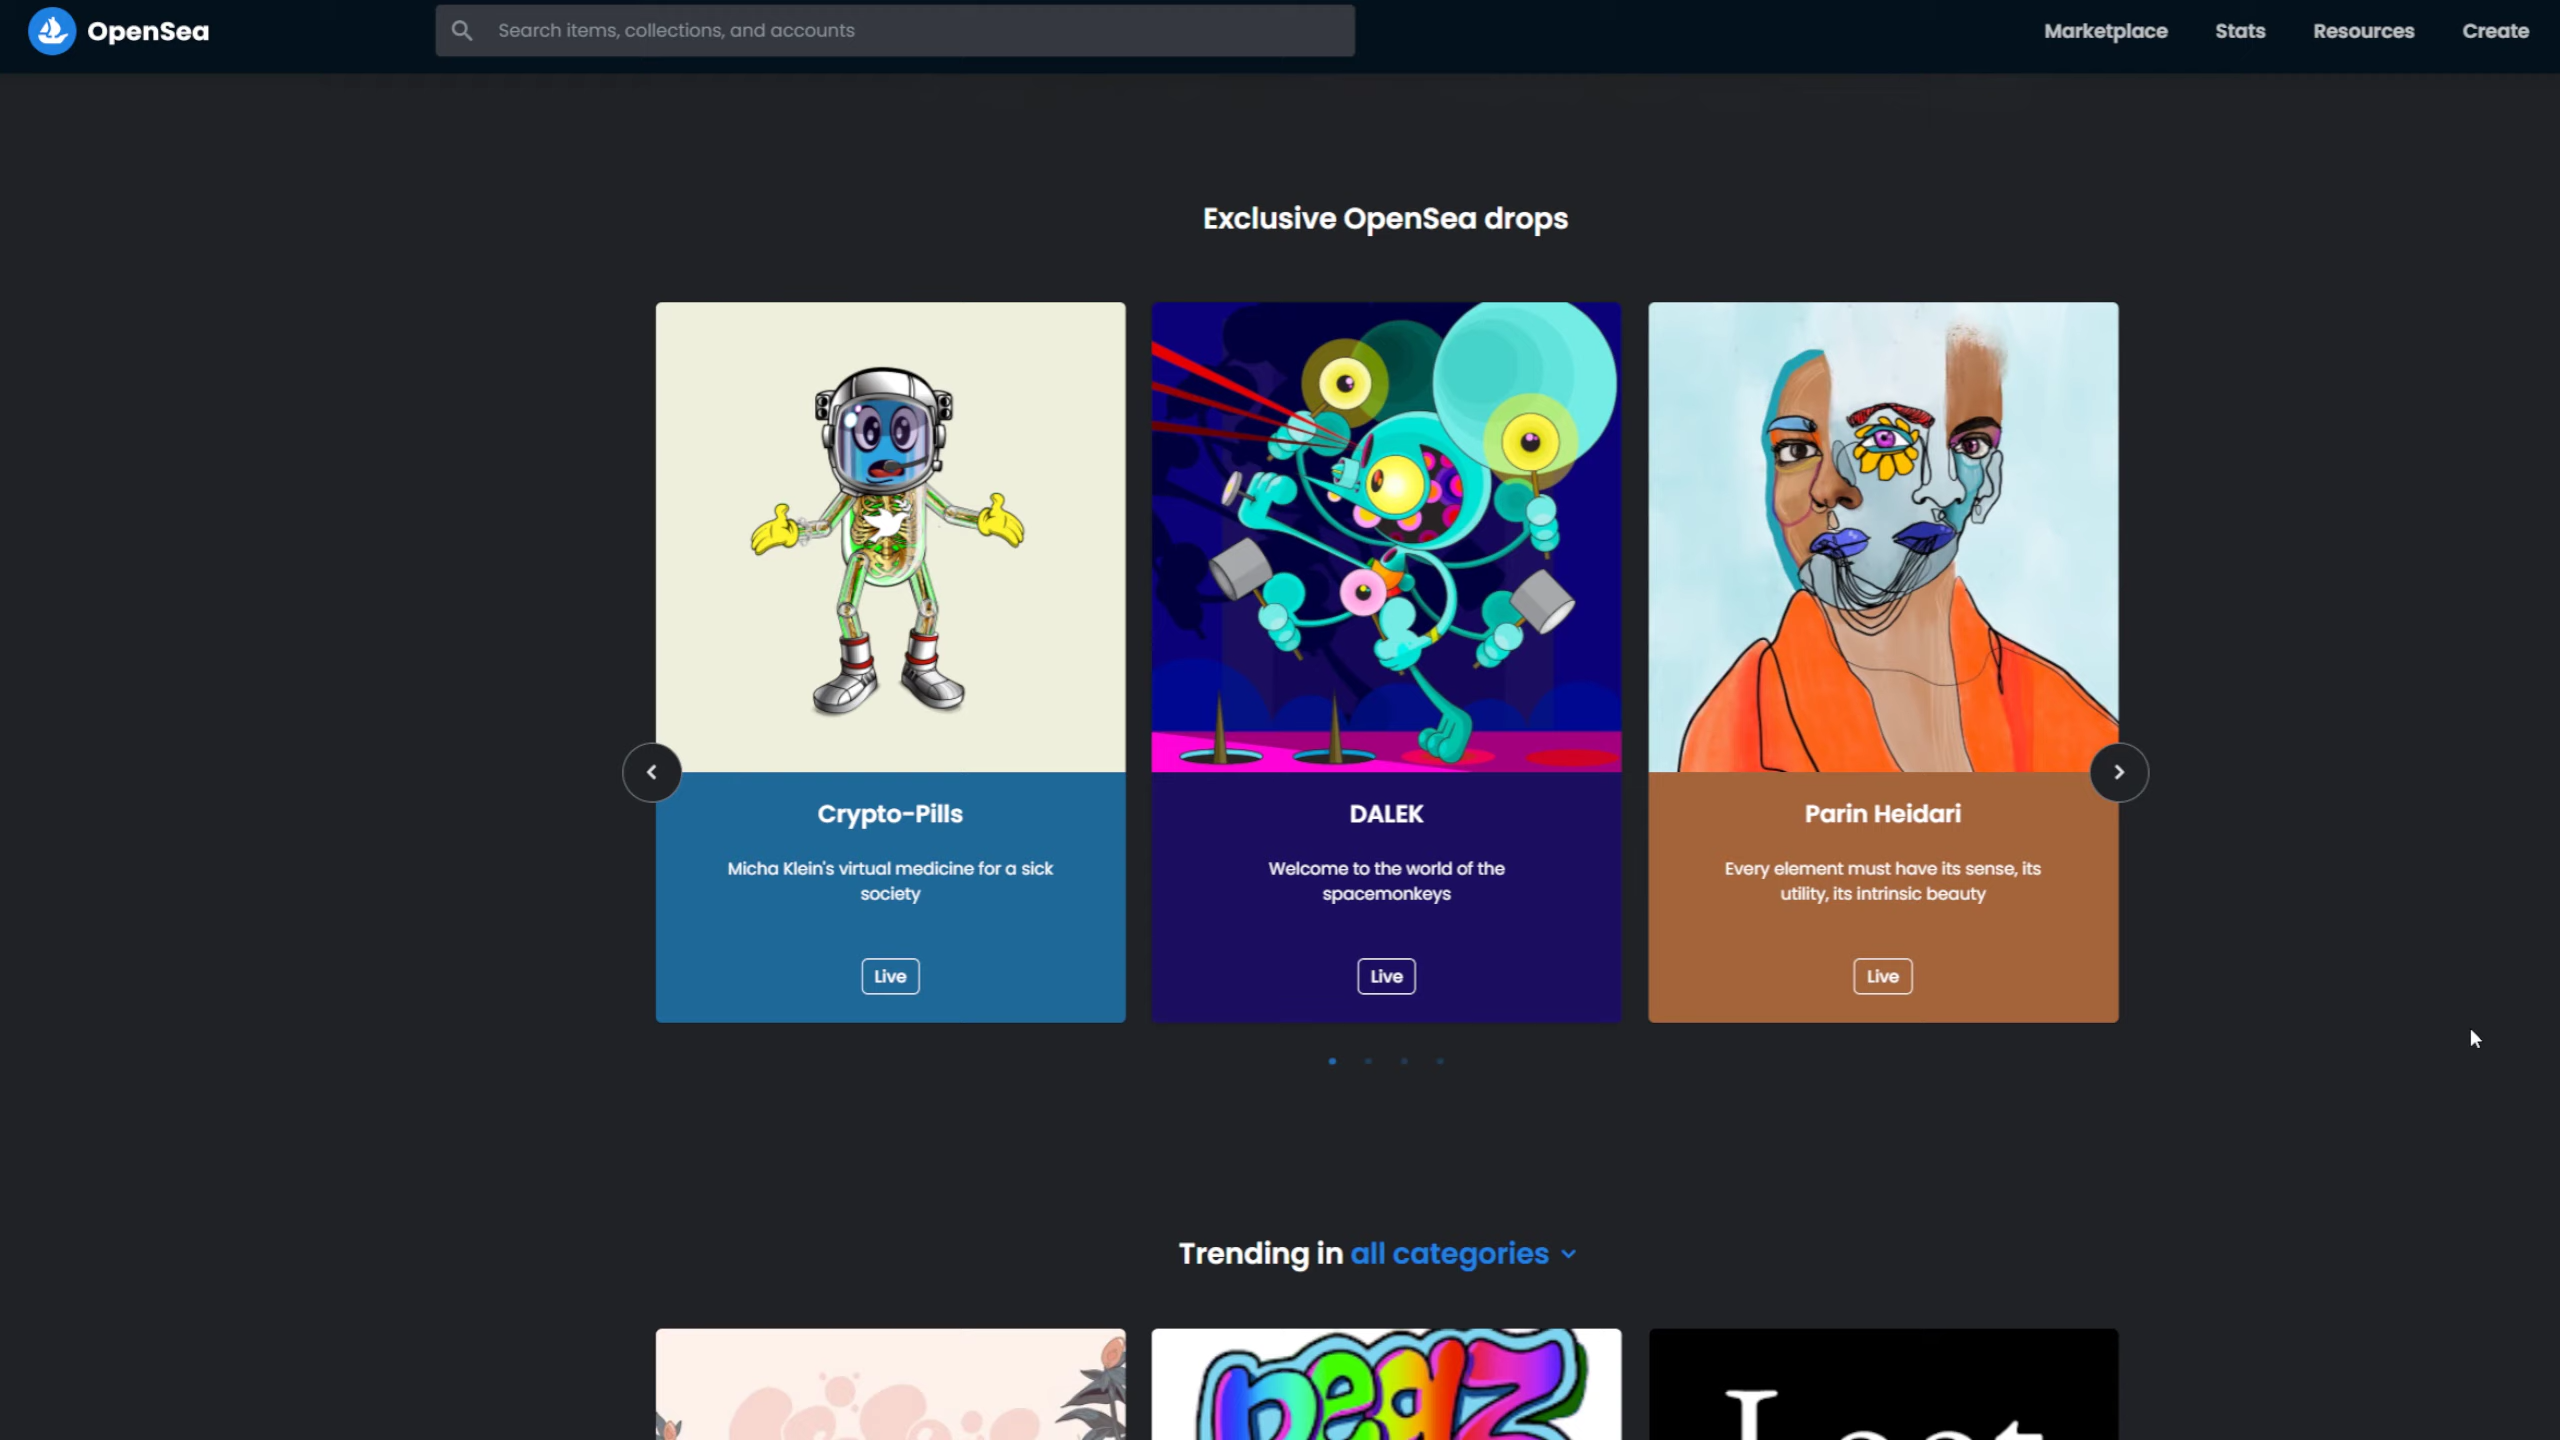 OpenSea
Search items, collections, and accounts
Marketplace
Stats
Resources
Create
Exclusive OpenSea drops
Crypto-Pills
Micha Klein's virtual medicine for a sick
society
Live
DALEK
Welcome to the world of the
spacemonkeys
Live
Parin Heidari
Every element must have its sense, its
utility, its intrinsic beauty
Live
Trending in all categories